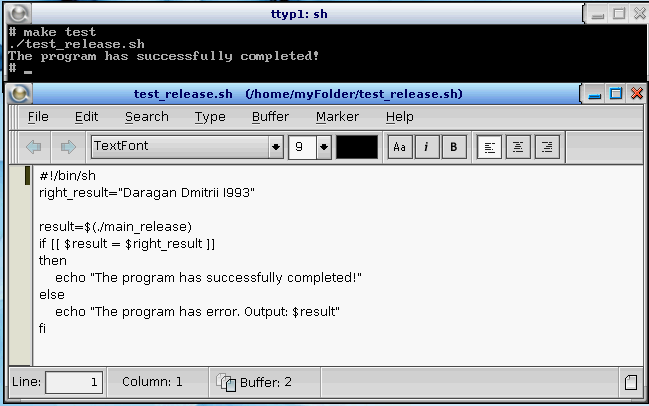 ttyp1: sh
# make test
./test_release.sh
The program has successfully completed!
# _
test_release.sh (/home/myFolder/test_release.sh)
File Edit Search Type Buffer Marker Help
TextFont 9 Aa i B
#!/bin/sh
right_result="Daragan Dmitrii I993"
result=$(./main_release)
if [[ $result = $right_result ]]
then
echo "The program has successfully completed!"
else
echo "The program has error. Output: $result"
fi
Line: 1 Column: 1 Buffer: 2